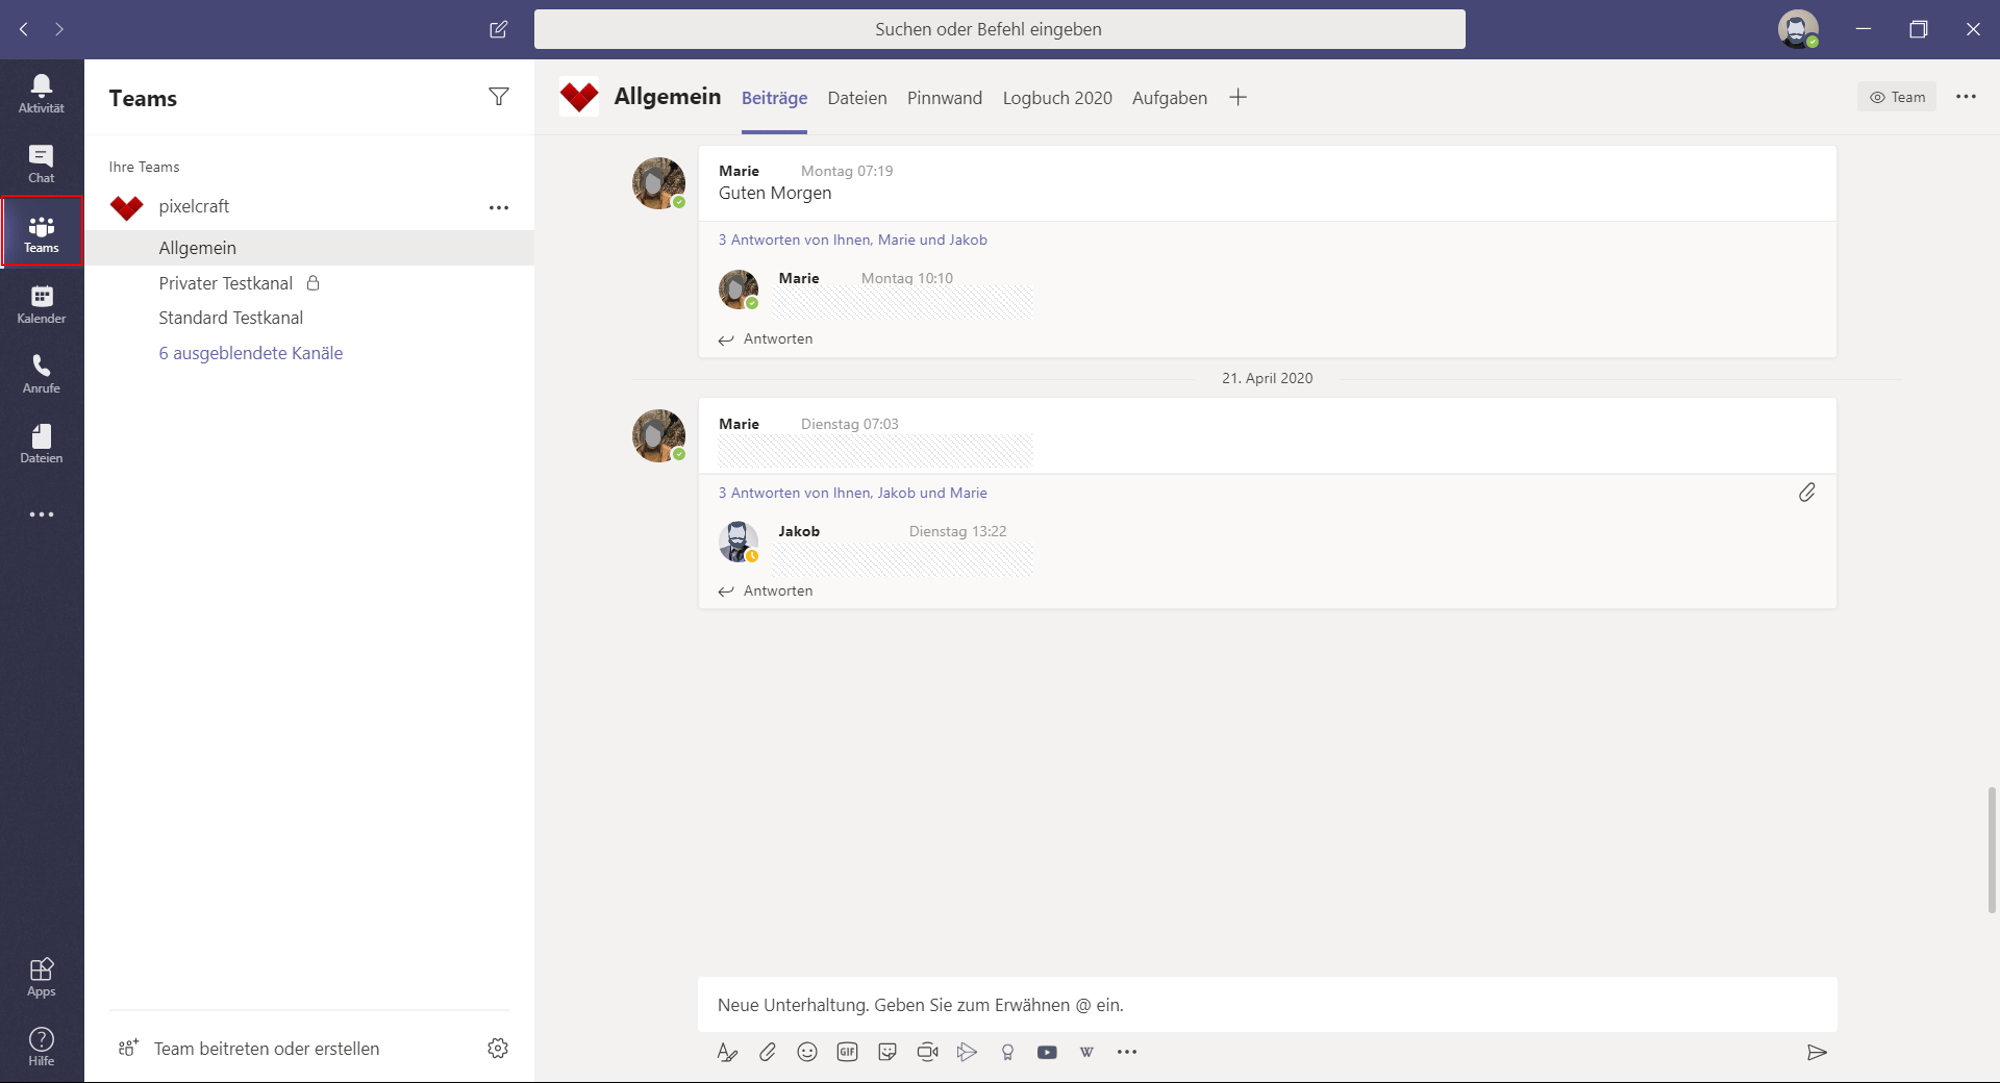 Suchen oder Befehl eingeben
Aktivität
Chat
Teams
Kalender
Anrufe
Dateien
Apps
Hilfe
Teams
Ihre Teams
pixelcraft
Allgemein
Privater Testkanal
Standard Testkanal
6 ausgeblendete Kanäle
Team beitreten oder erstellen
Allgemein Beiträge Dateien Pinnwand Logbuch 2020 Aufgaben
Team
Marie Montag 07:19
Guten Morgen
3 Antworten von Ihnen, Marie und Jakob
Marie Montag 10:10
Antworten
21. April 2020
Marie Dienstag 07:03
3 Antworten von Ihnen, Jakob und Marie
Jakob Dienstag 13:22
Antworten
Neue Unterhaltung. Geben Sie zum Erwähnen @ ein.
GIF
W